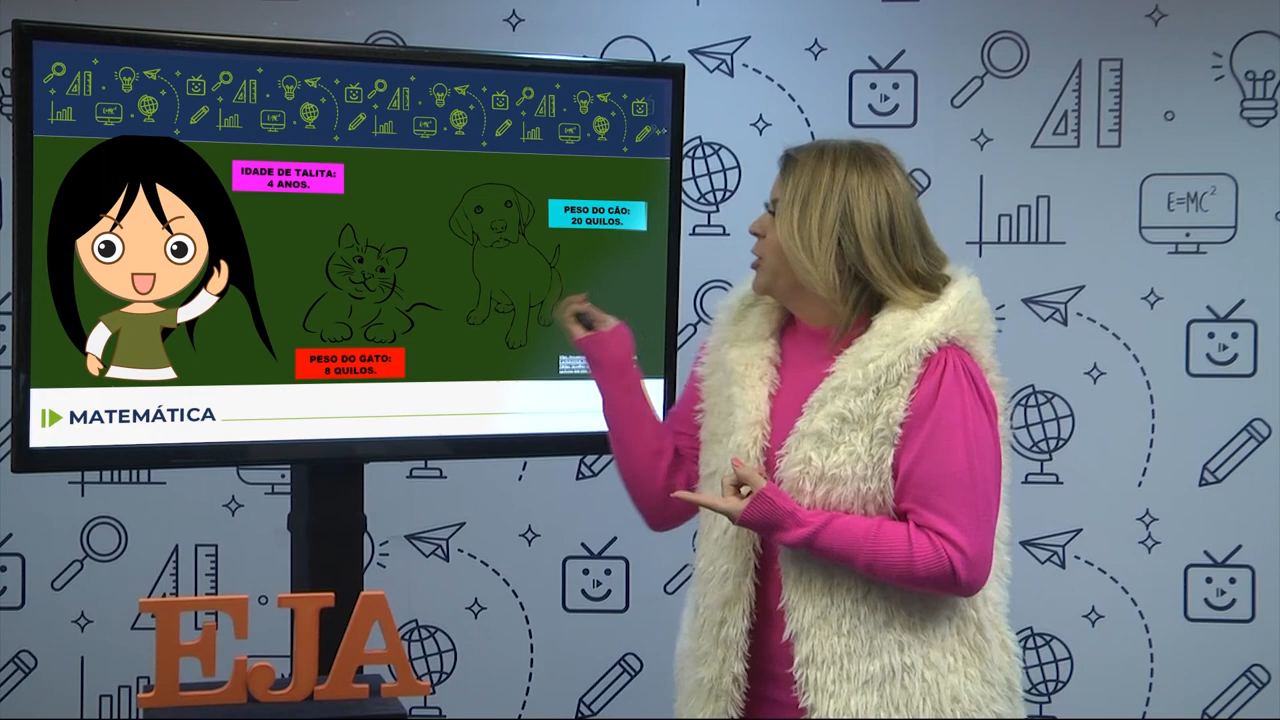 IDADE DE TALITA:
4 ANOS.
PESO DO CÃO:
20 QUILOS.
PESO DO GATO:
8 QUILOS.
MATEMÁTICA
E=MC²
EJA